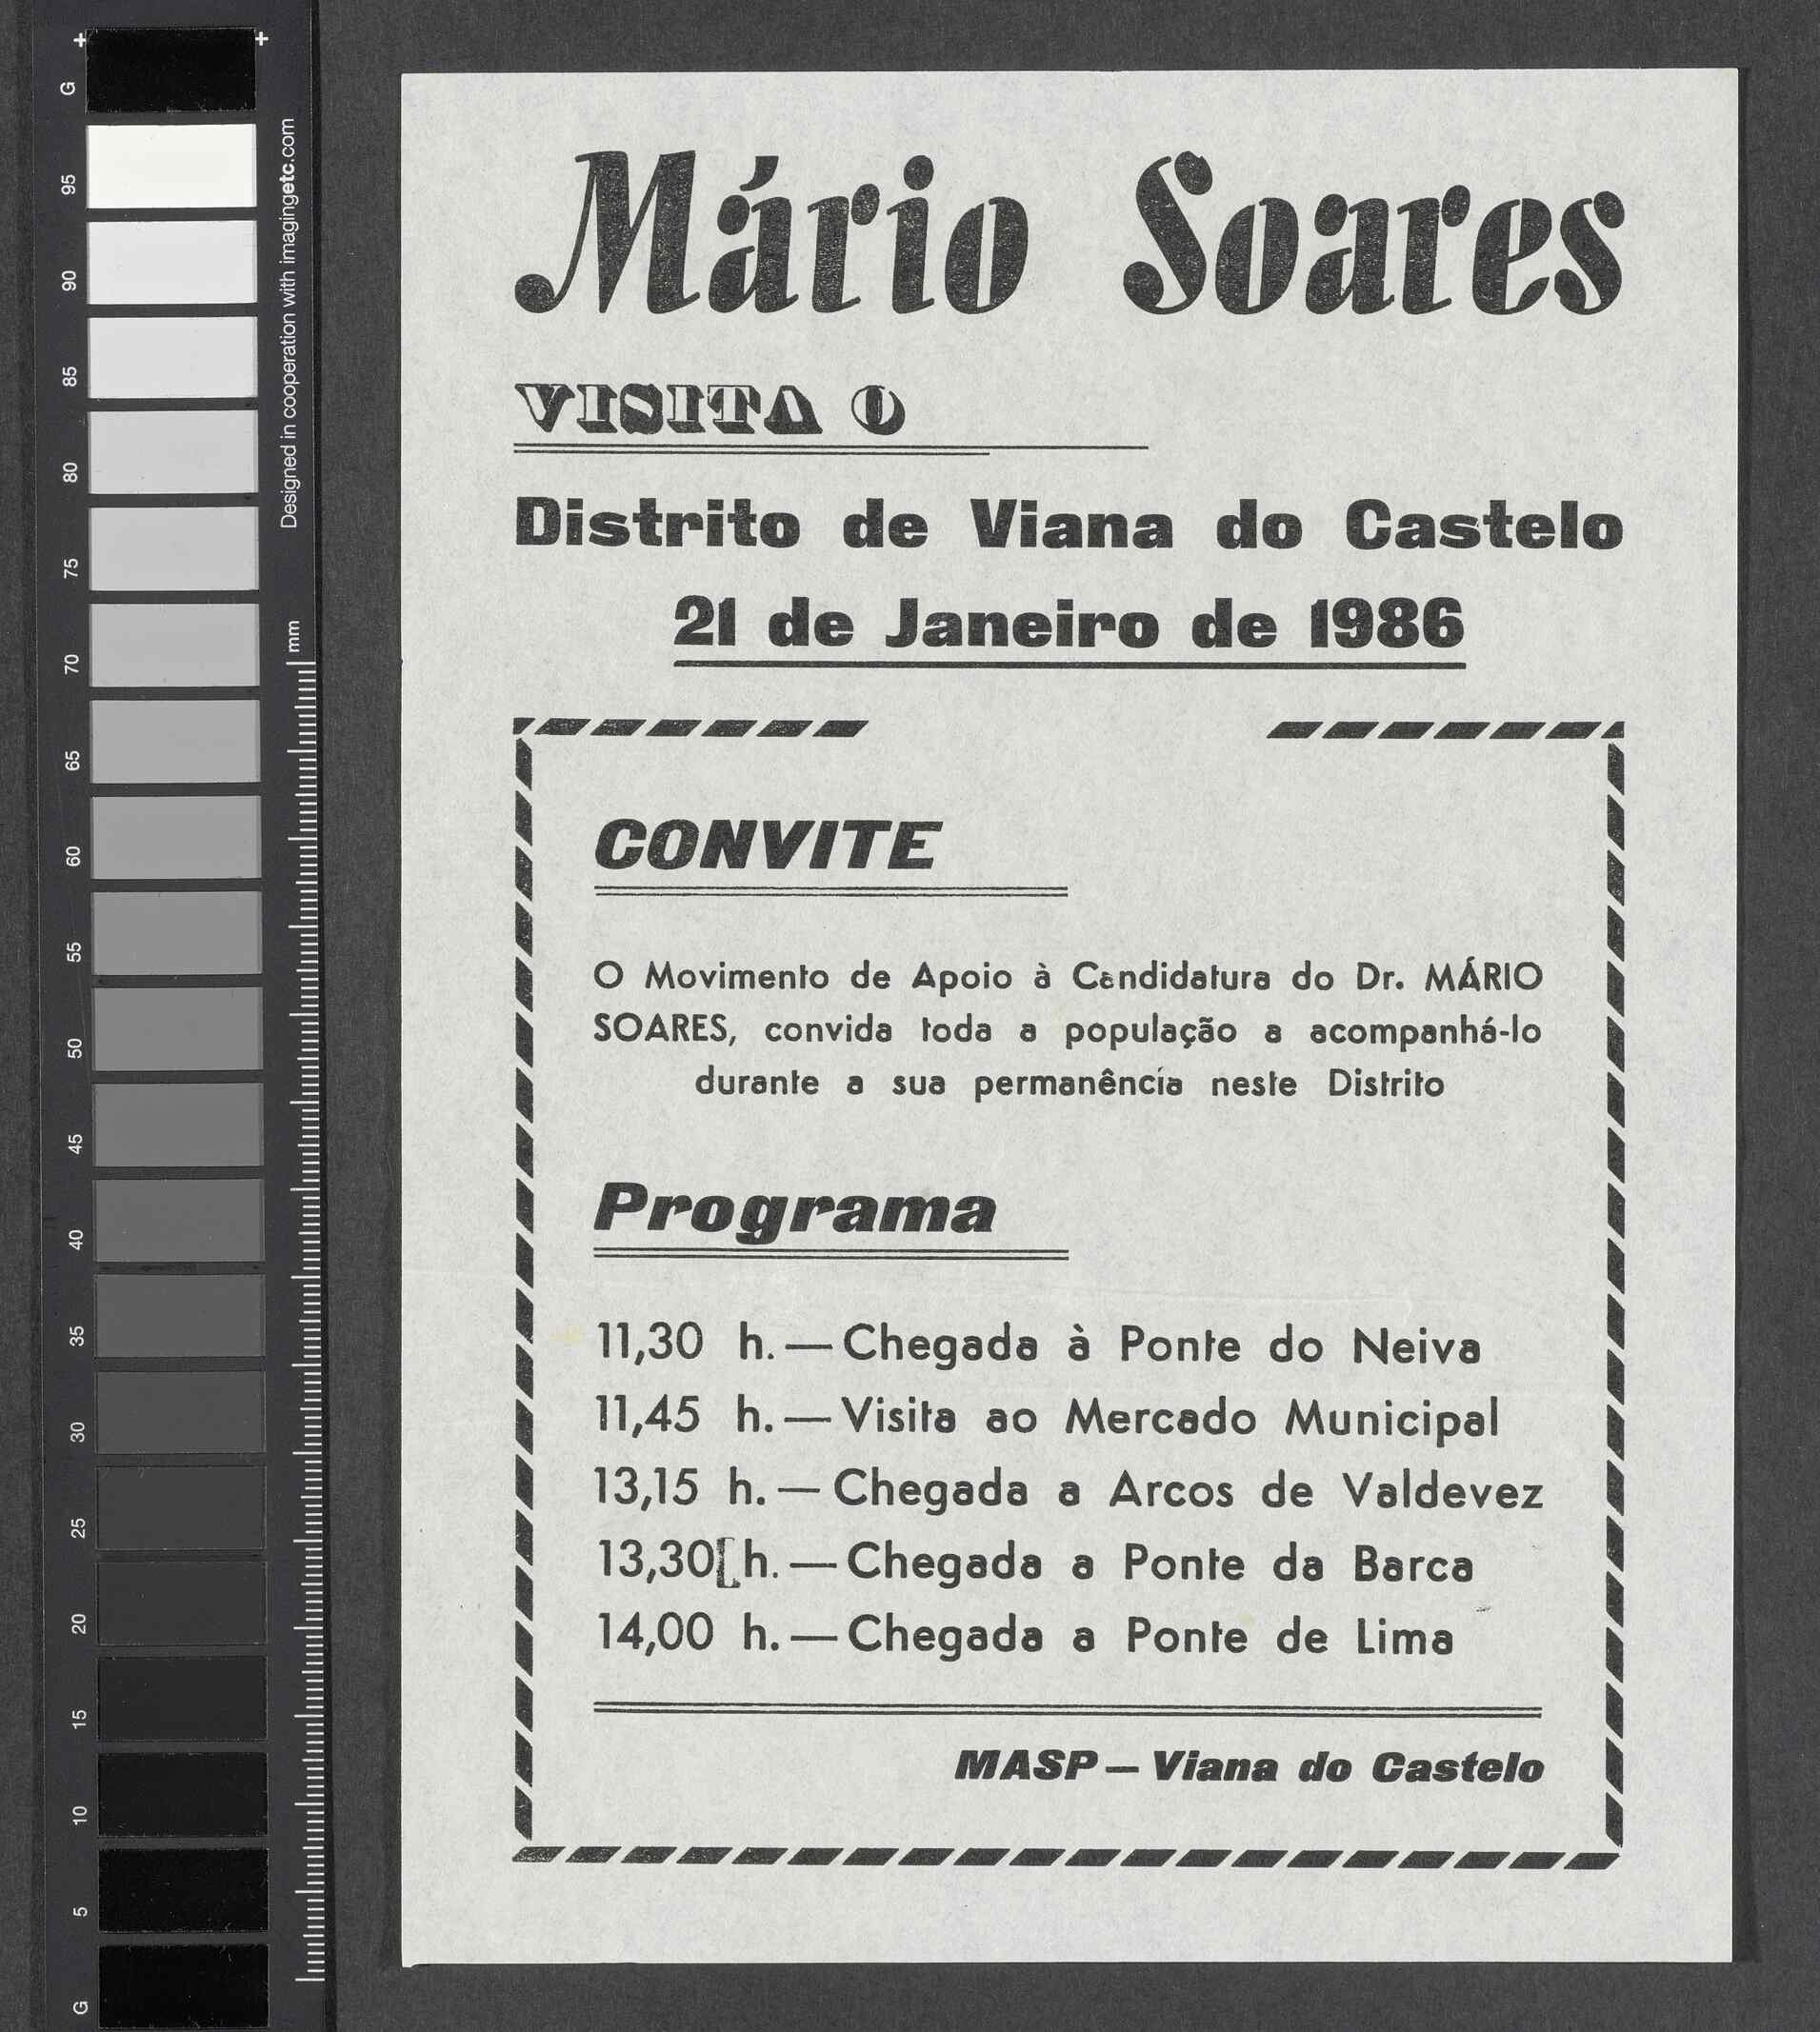 Mário Soares
VISITA O
Distrito de Viana do Castelo
21 de Janeiro de 1986
CONVITE
O Movimento de Apoio à Candidatura do Dr. MÁRIO
SOARES, convida toda a população a acompanhá-lo
durante a sua permanência neste Distrito
Programa
11,30 h. — Chegada à Ponte do Neiva
11,45 h. — Visita ao Mercado Municipal
13,15 h. — Chegada a Arcos de Valdevez
13,30[h. — Chegada a Ponte da Barca
14,00 h. — Chegada a Ponte de Lima
MASP — Viana do Castelo
G
95
90
85
80
75
70
65
60
55
50
45
40
35
30
25
20
15
10
5
G
Designed in cooperation with imagingetc.com
mm